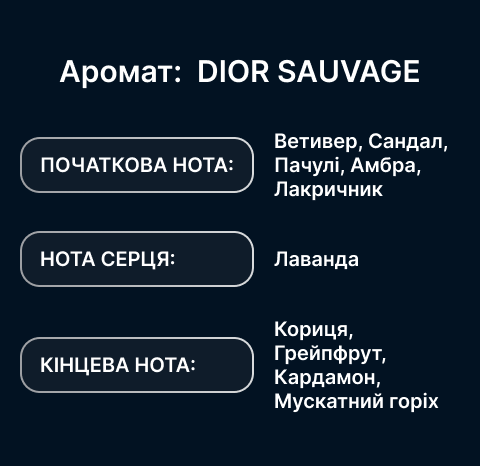 Аромат: DIOR SAUVAGE
ПОЧАТКОВА НОТА:
Ветивер, Сандал,
Пачулі, Амбра,
Лакричник
НОТА СЕРЦЯ:
Лаванда
КІНЦЕВА НОТА:
Кориця,
Грейпфрут,
Кардамон,
Мускатний горіх